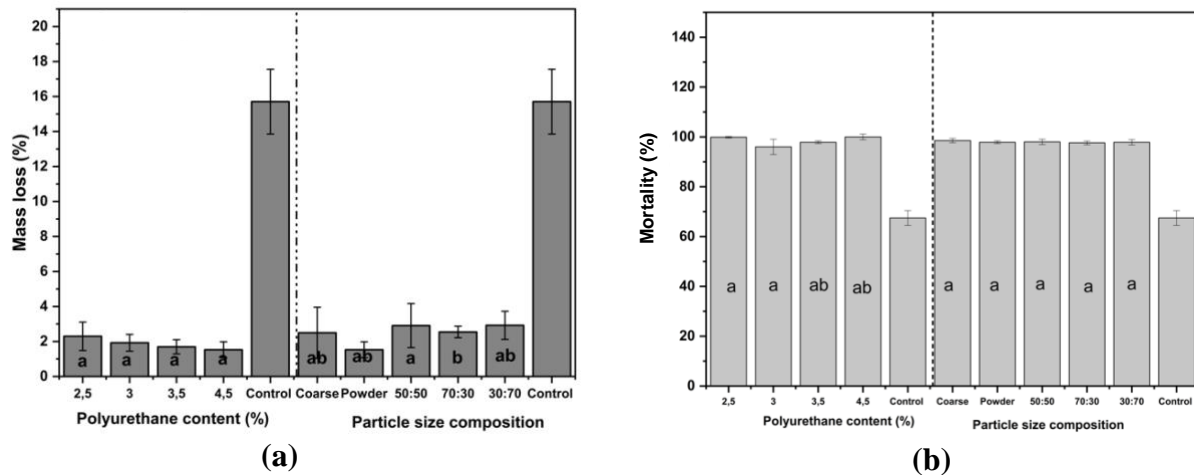 20
18
16
14
12
10
8
6
4
2
0
Mass loss (%)
a a a a ab ab a b ab
2,5 3 3,5 4,5 Control Coarse Powder 50:50 70:30 30:70 Control
Polyurethane content (%) Particle size composition
(a)
140
120
100
80
60
40
20
0
Mortality (%)
a a ab ab a a a a a
2,5 3 3,5 4,5 Control Coarse Powder 50:50 70:30 30:70 Control
Polyurethane content (%) Particle size composition
(b)